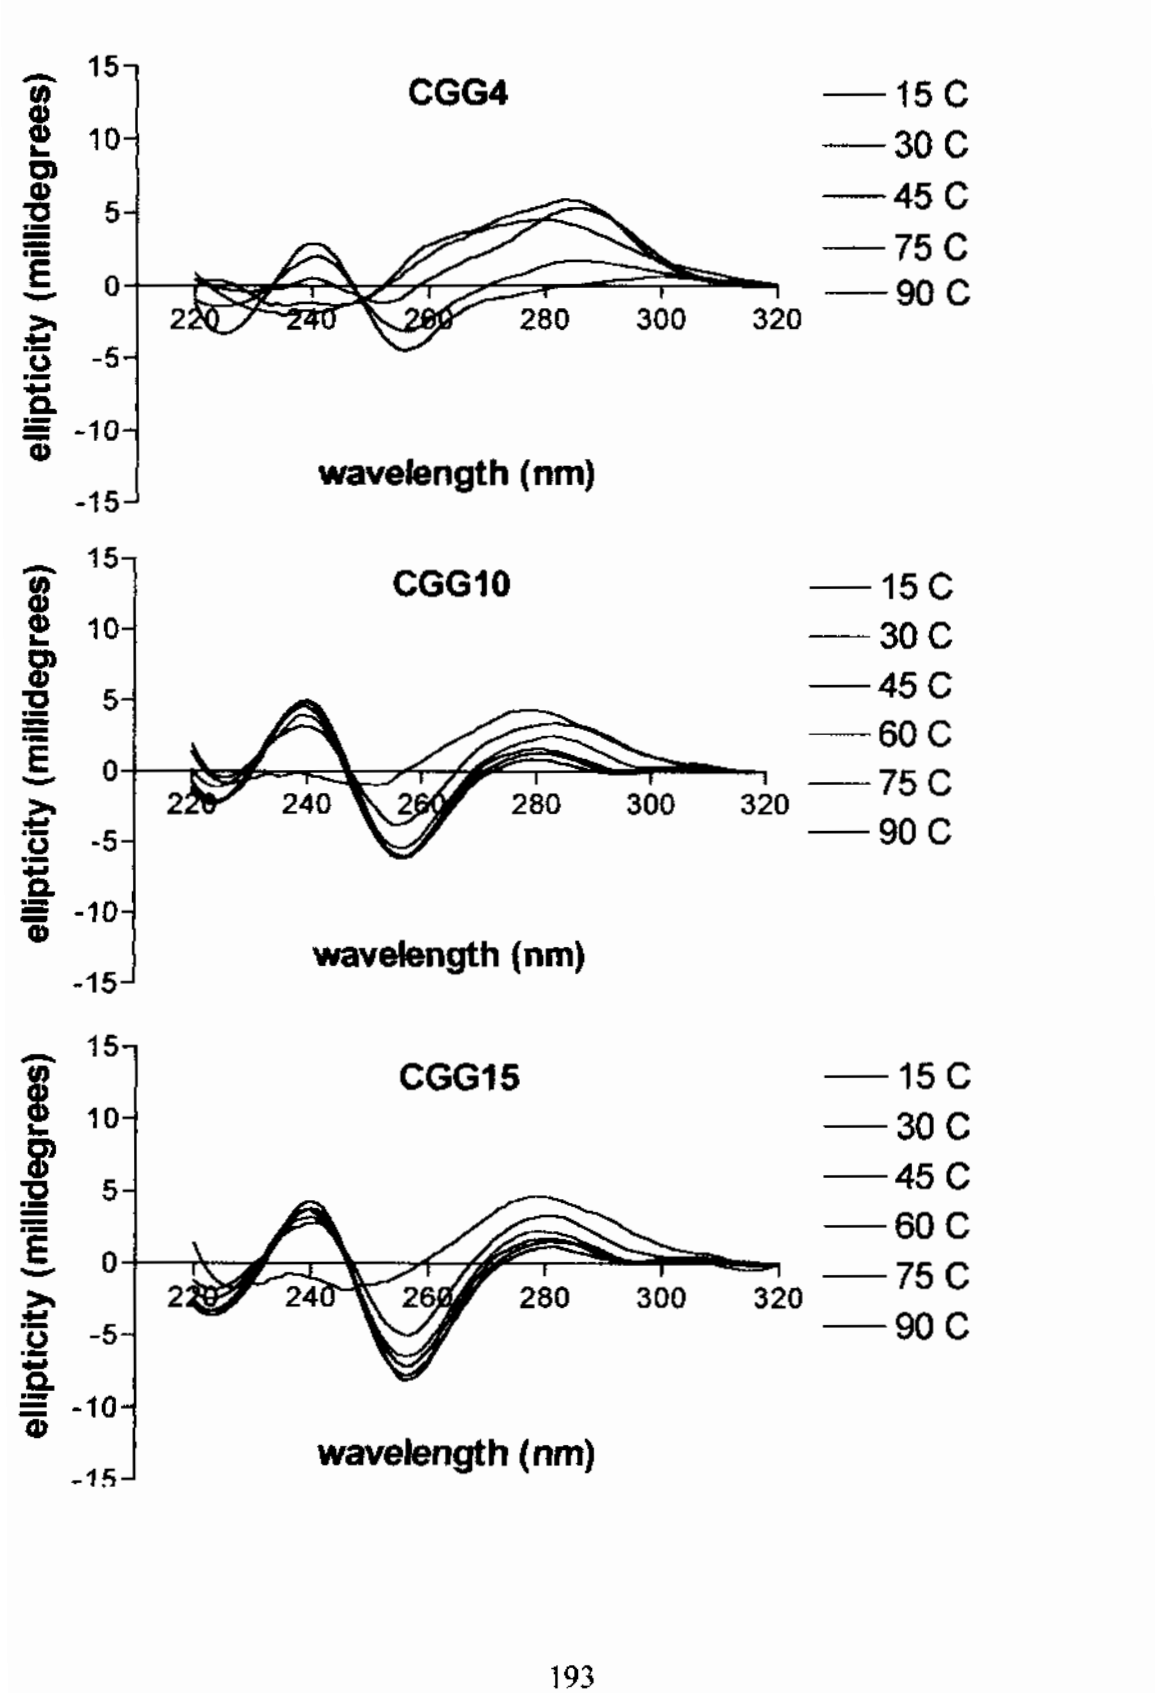 CGG4
ellipticity (millidegrees)
15
10
5
0
-5
-10
-15
220 240 260 280 300 320
wavelength (nm)
15 C
30 C
45 C
75 C
90 C
CGG10
ellipticity (millidegrees)
15
10
5
0
-5
-10
-15
220 240 260 280 300 320
wavelength (nm)
15 C
30 C
45 C
60 C
75 C
90 C
CGG15
ellipticity (millidegrees)
15
10
5
0
-5
-10
-15
220 240 260 280 300 320
wavelength (nm)
15 C
30 C
45 C
60 C
75 C
90 C
193